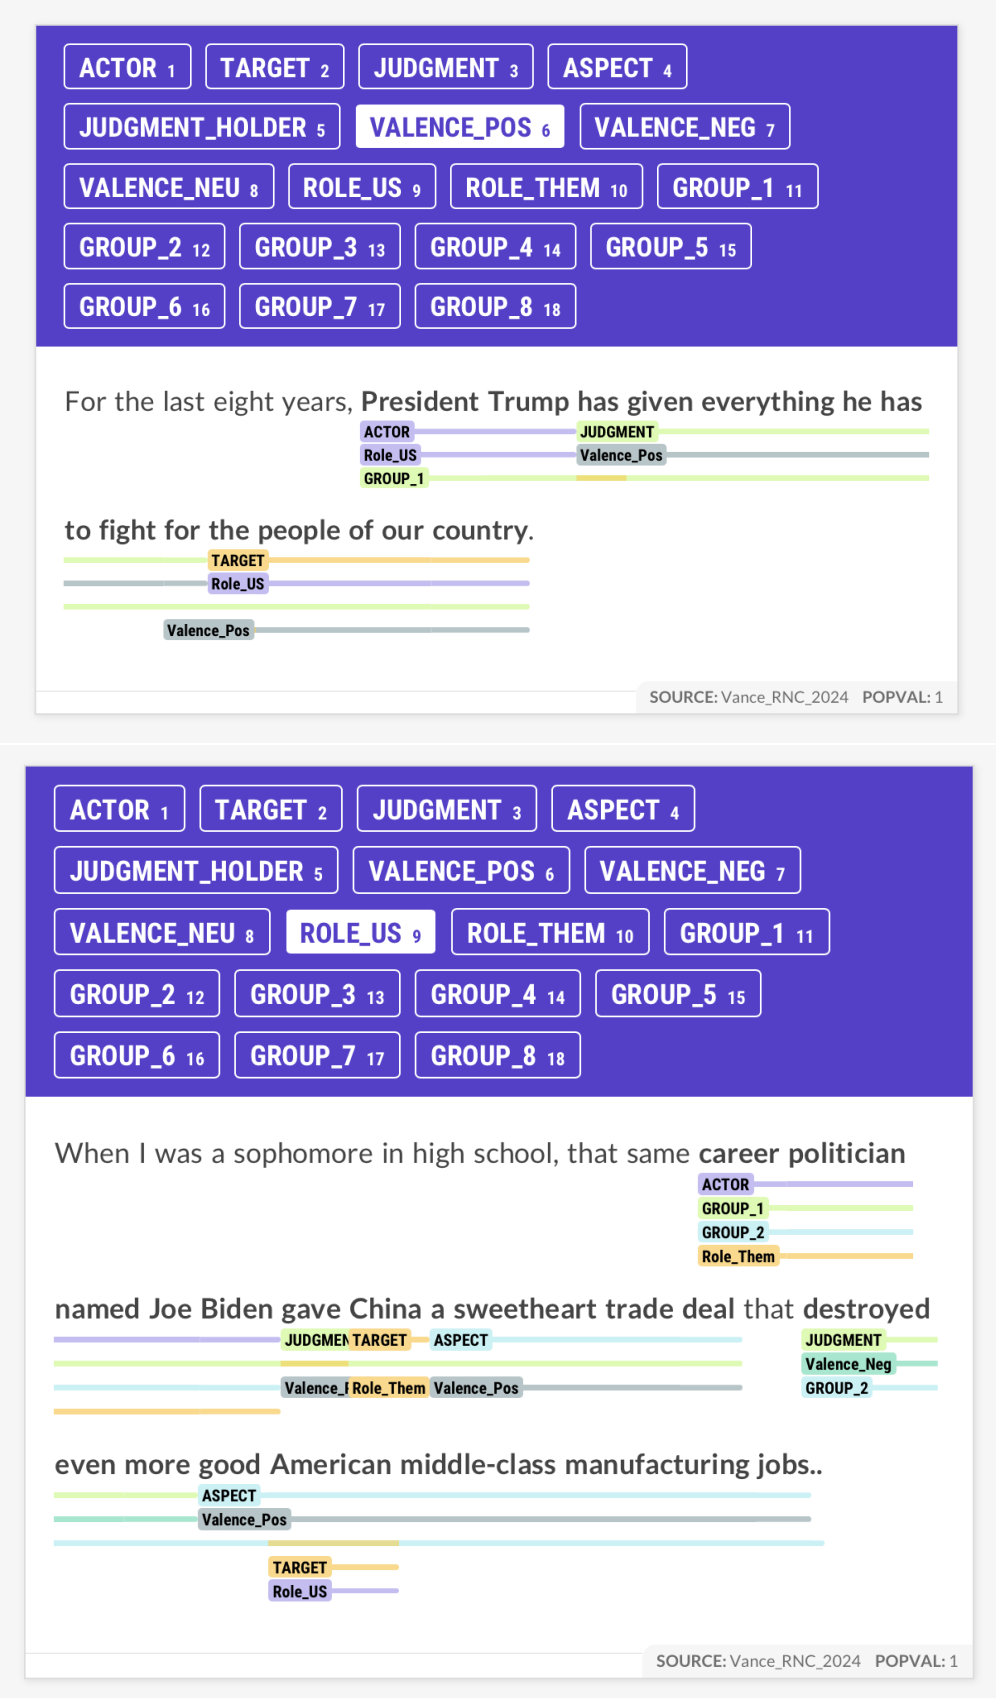 ACTOR 1 TARGET 2 JUDGMENT 3 ASPECT 4
JUDGMENT_HOLDER 5 VALENCE_POS 6 VALENCE_NEG 7
VALENCE_NEU 8 ROLE_US 9 ROLE_THEM 10 GROUP_1 11
GROUP_2 12 GROUP_3 13 GROUP_4 14 GROUP_5 15
GROUP_6 16 GROUP_7 17 GROUP_8 18
For the last eight years, President Trump has given everything he has
ACTOR JUDGMENT
Role_US Valence_Pos
GROUP_1
to fight for the people of our country.
TARGET
Role_US
Valence_Pos
SOURCE: Vance_RNC_2024 POPVAL: 1
ACTOR 1 TARGET 2 JUDGMENT 3 ASPECT 4
JUDGMENT_HOLDER 5 VALENCE_POS 6 VALENCE_NEG 7
VALENCE_NEU 8 ROLE_US 9 ROLE_THEM 10 GROUP_1 11
GROUP_2 12 GROUP_3 13 GROUP_4 14 GROUP_5 15
GROUP_6 16 GROUP_7 17 GROUP_8 18
When I was a sophomore in high school, that same career politician
ACTOR
GROUP_1
GROUP_2
Role_Them
named Joe Biden gave China a sweetheart trade deal that destroyed
JUDGMEN TARGET ASPECT JUDGMENT
Valence_P Role_Them Valence_Pos Valence_Neg
GROUP_2
even more good American middle-class manufacturing jobs..
ASPECT
Valence_Pos
TARGET
Role_US
SOURCE: Vance_RNC_2024 POPVAL: 1